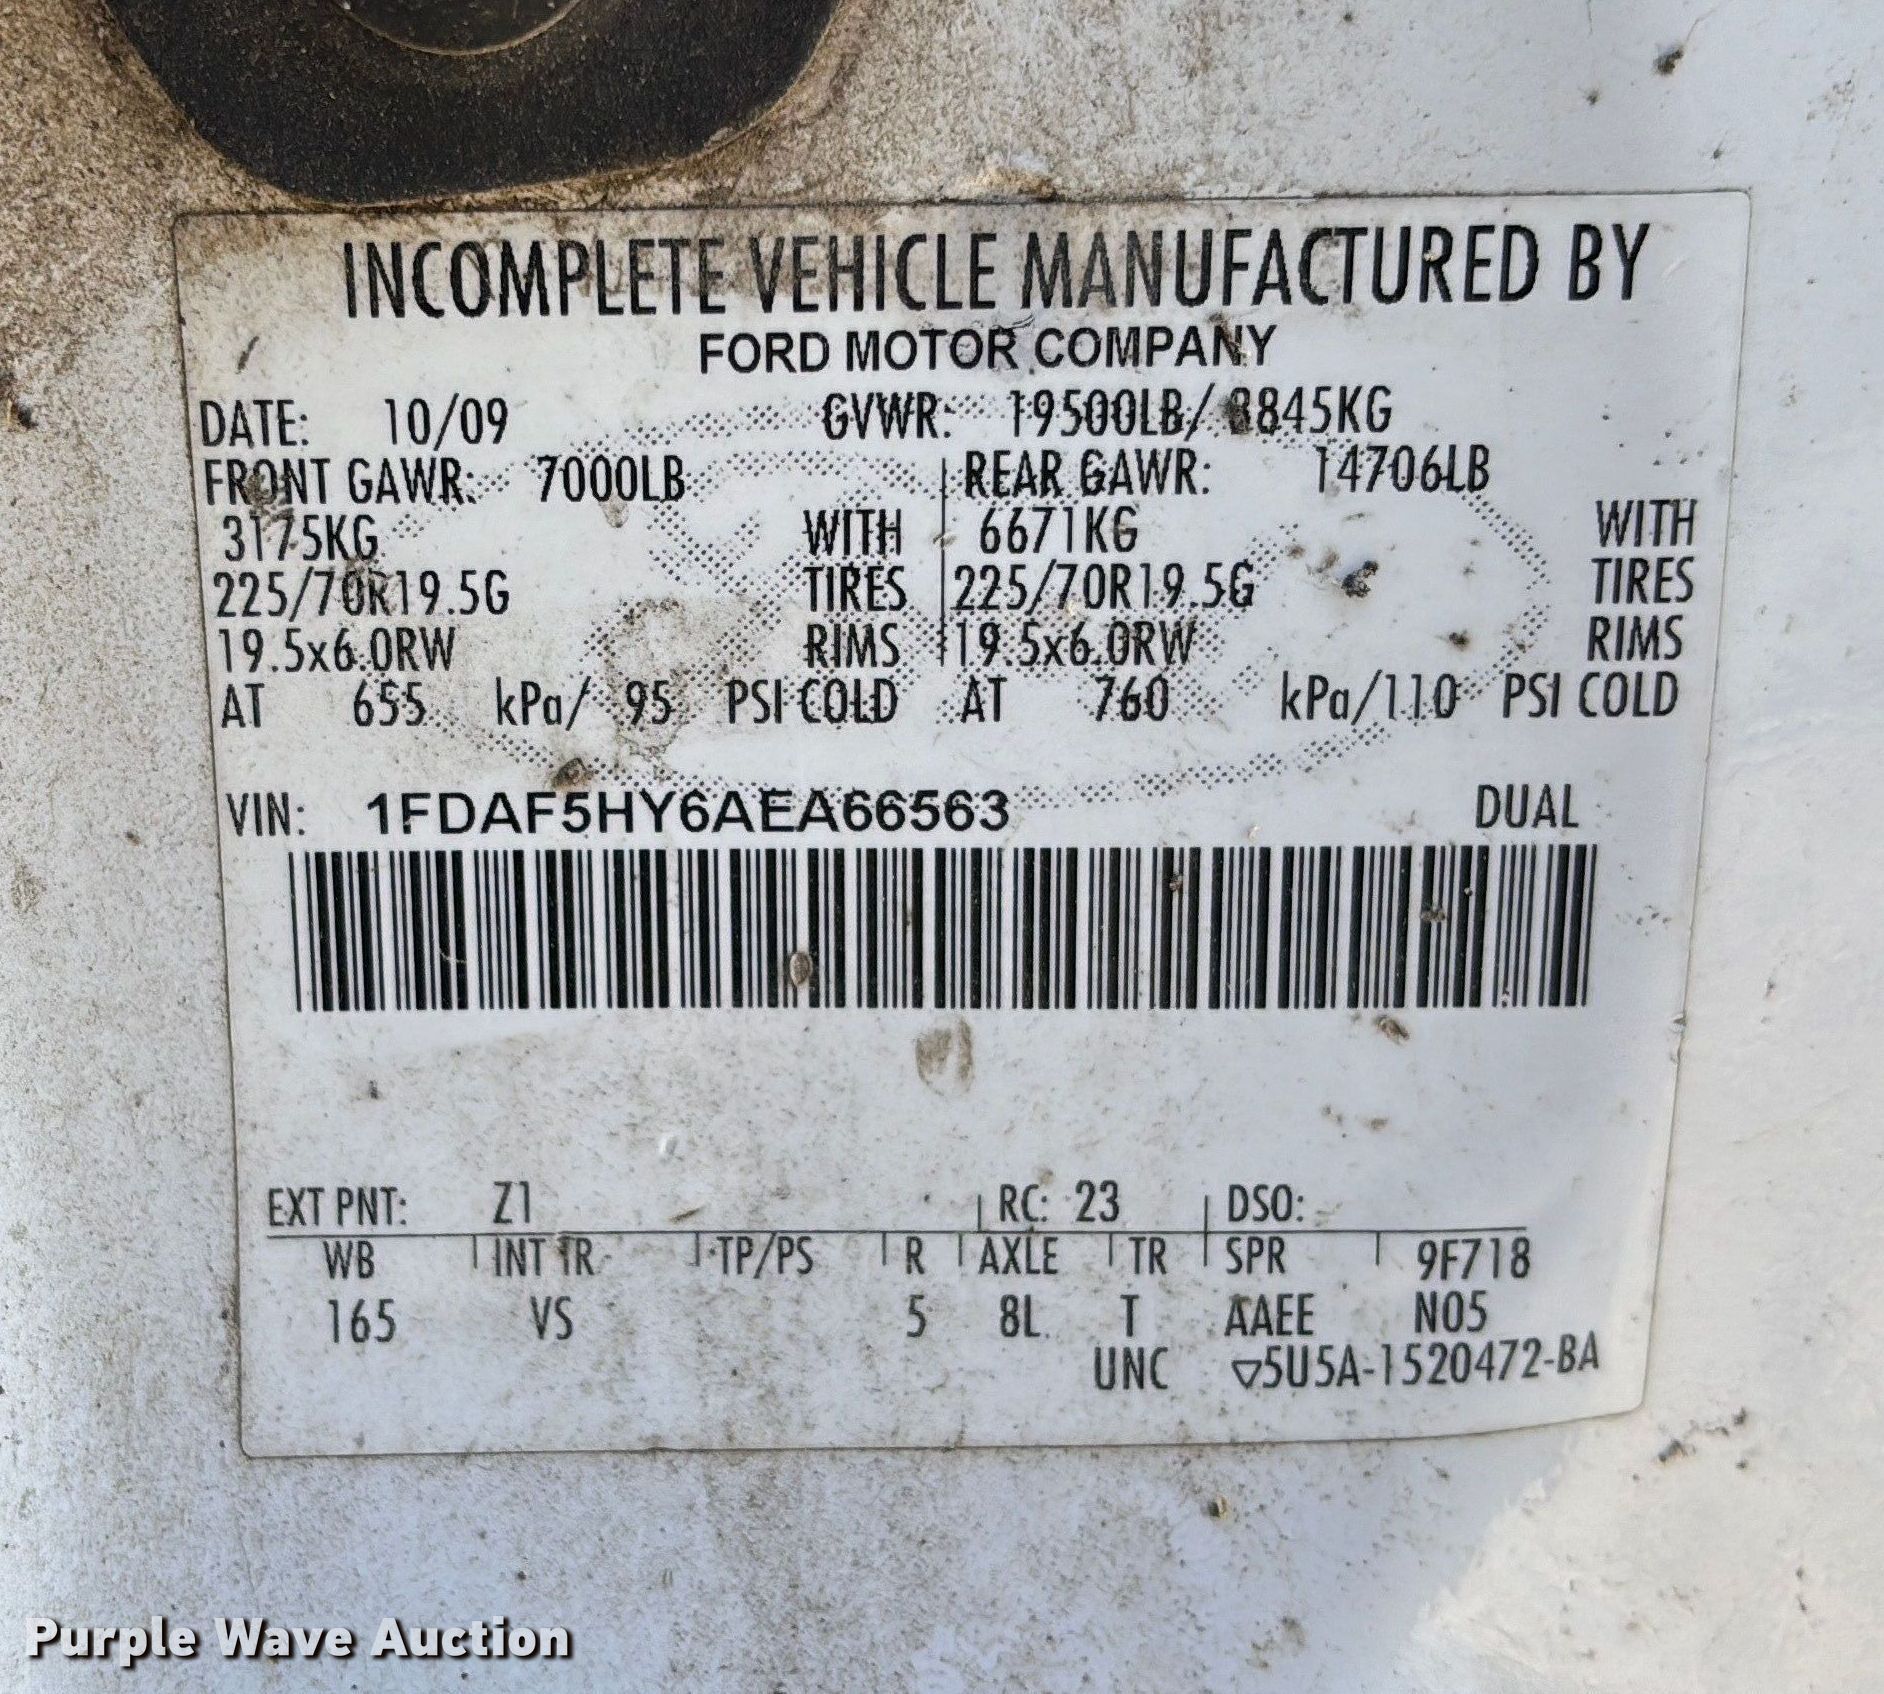 INCOMPLETE VEHICLE MANUFACTURED BY
FORD MOTOR COMPANY
DATE: 10/09 GVWR: 19500LB/ 8845KG
FRONT GAWR: 7000LB REAR GAWR: 14706LB
3175KG WITH 6671KG WITH
225/70R19.5G TIRES 225/70R19.5G TIRES
19.5x6.0RW RIMS 19.5x6.0RW RIMS
AT 655 kPa/ 95 PSI COLD AT 760 kPa/110 PSI COLD
VIN: 1FDAF5HY6AEA66563 DUAL
EXT PNT: Z1 RC: 23 DSO:
WB INT TR TP/PS R AXLE TR SPR 9F718
165 VS 5 8L T AAEE N05
UNC ▽5U5A-1520472-BA
Purple Wave Auction